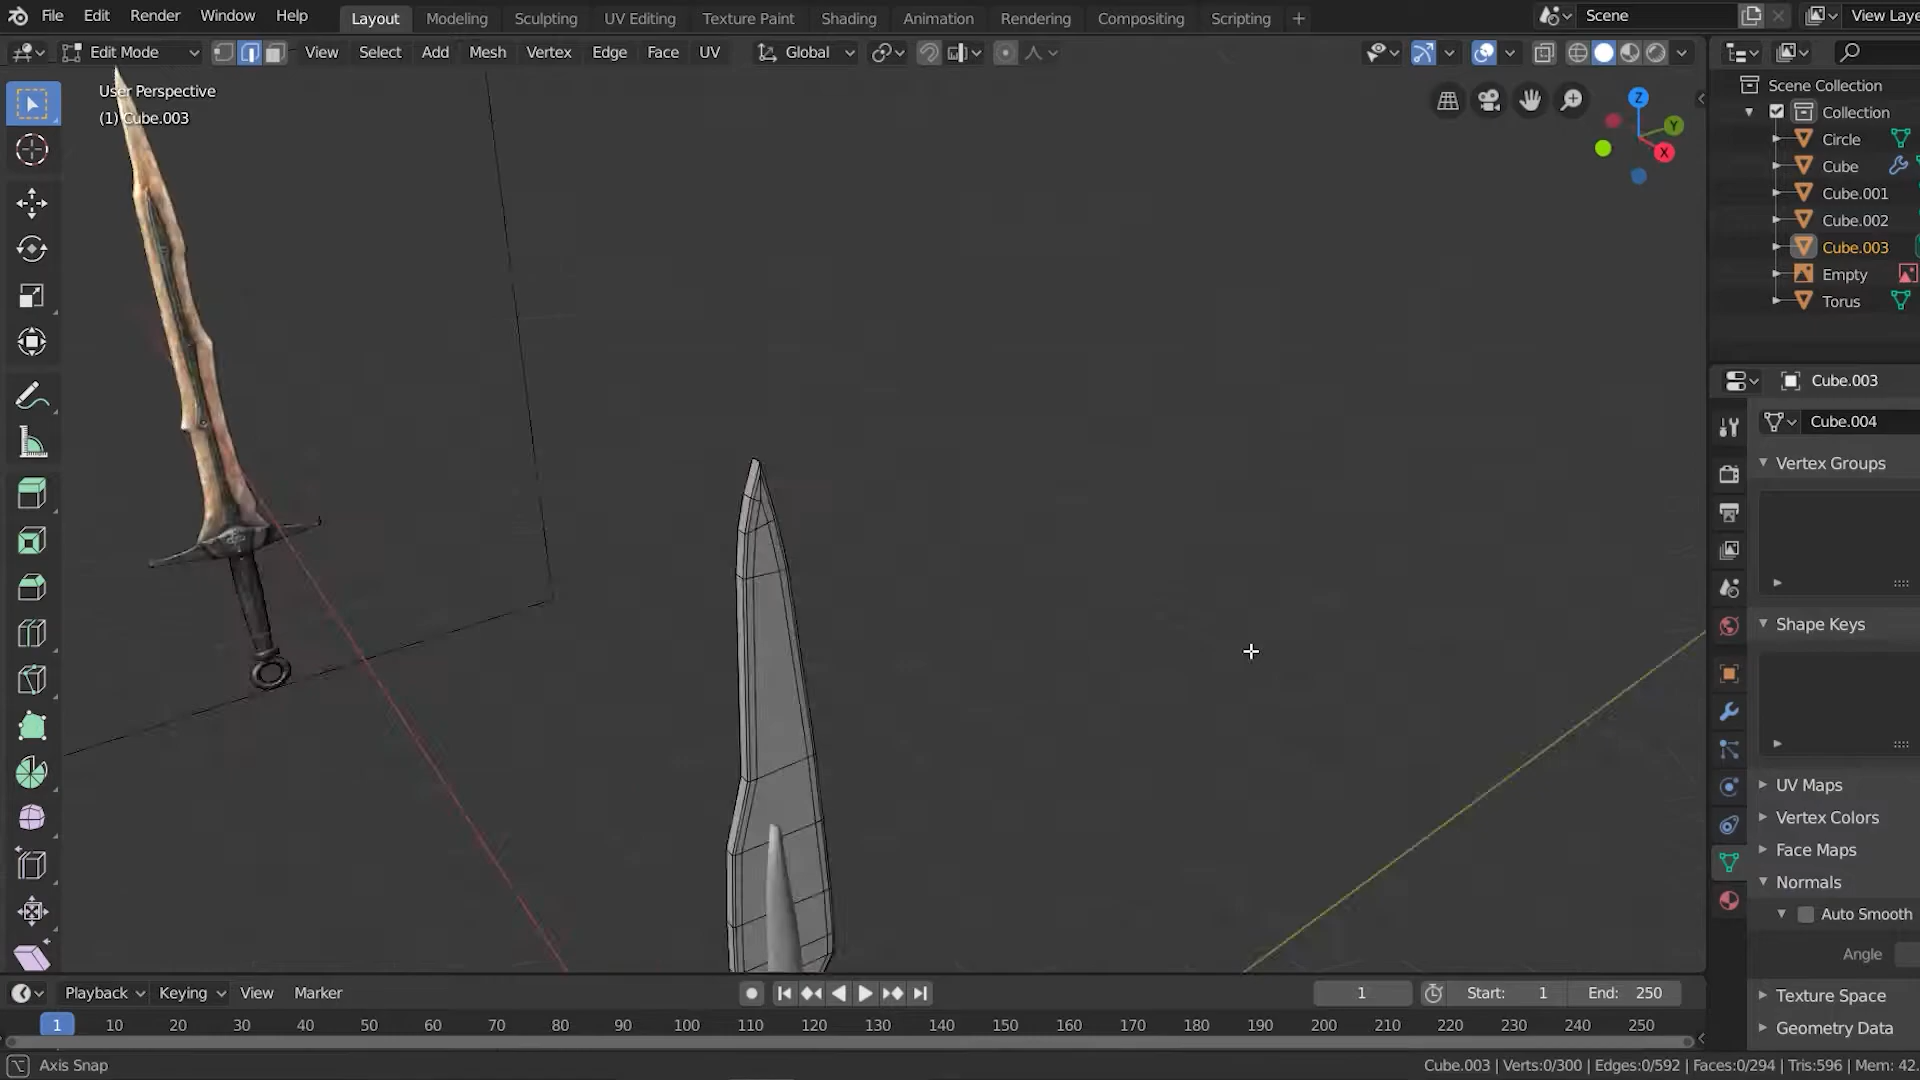 File Edit Render Window Help Layout Modeling Sculpting UV Editing Texture Paint Shading Animation Rendering Compositing Scripting + Scene View Laye
Edit Mode View Select Add Mesh Vertex Edge Face UV Global
User Perspective
(1) Cube.003
Z
Y
X
Scene Collection
Collection
Circle
Cube
Cube.001
Cube.002
Cube.003
Empty
Torus
Cube.003
Cube.004
Vertex Groups
Shape Keys
UV Maps
Vertex Colors
Face Maps
Normals
Auto Smooth
Angle
Texture Space
Geometry Data
Playback Keying View Marker 1 Start: 1 End: 250
1 10 20 30 40 50 60 70 80 90 100 110 120 130 140 150 160 170 180 190 200 210 220 230 240 250
Axis Snap Cube.003 | Verts:0/300 | Edges:0/592 | Faces:0/294 | Tris:596 | Mem: 42.